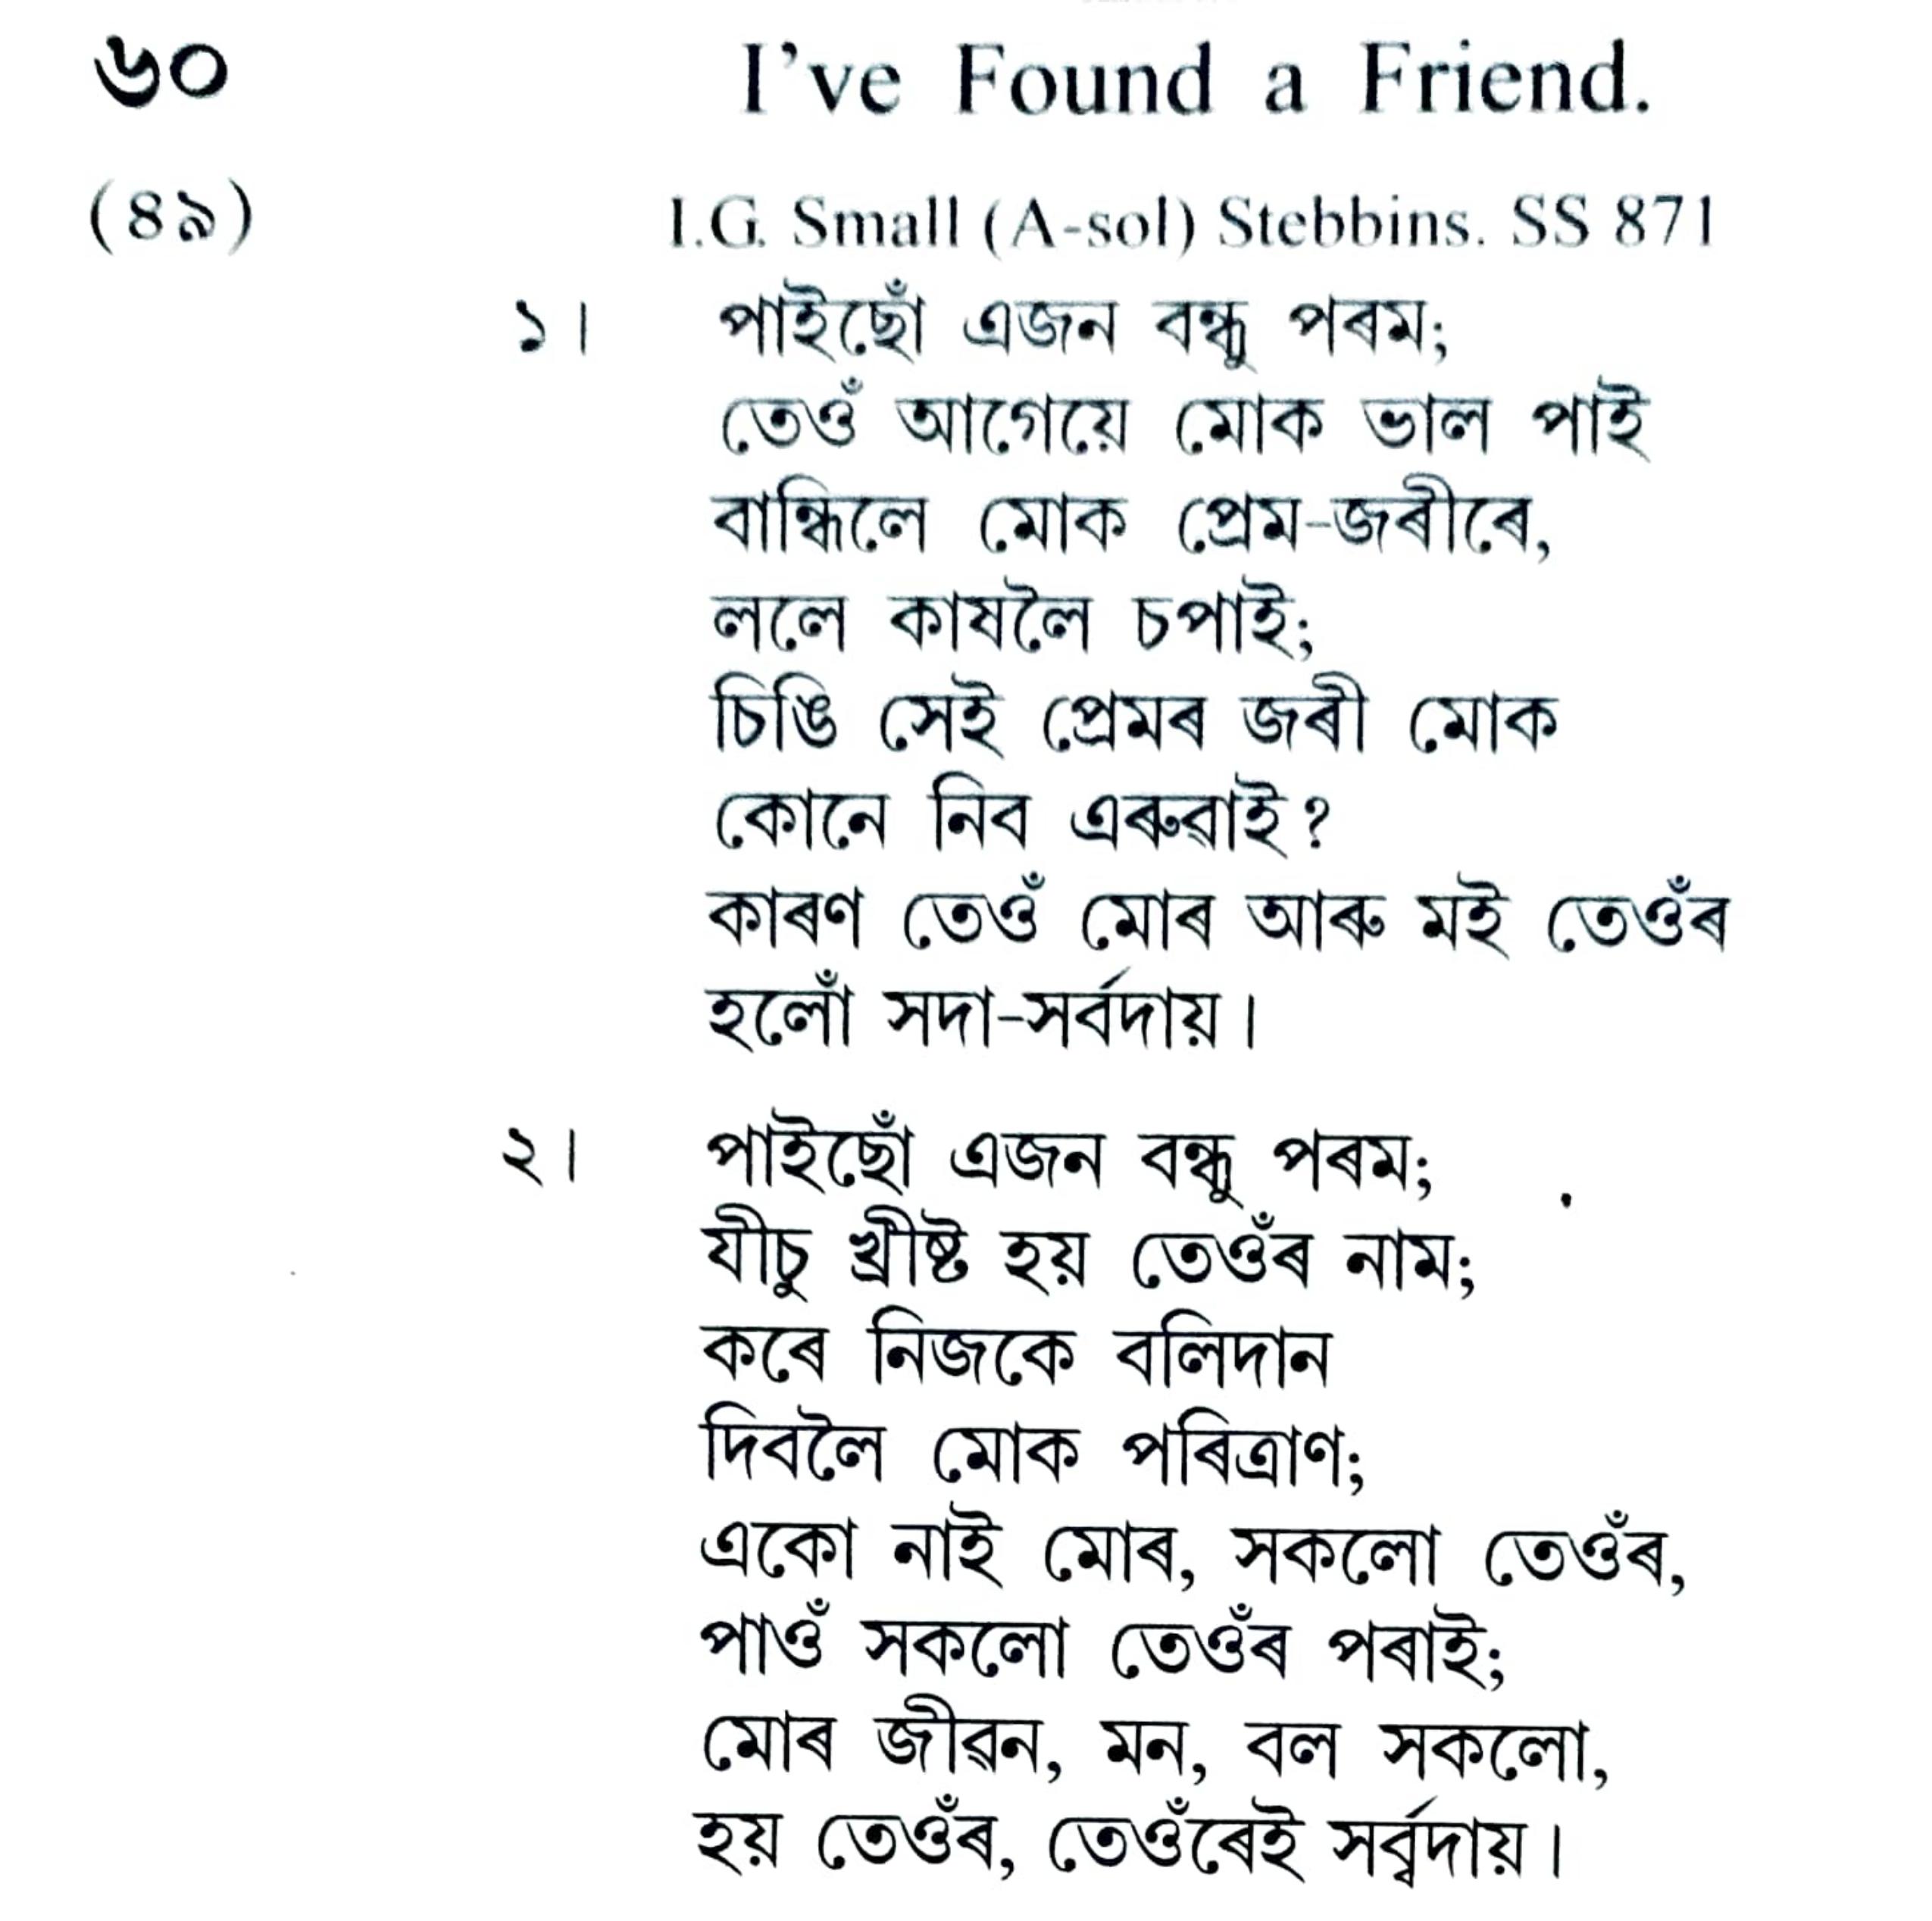 ৬০ I've Found a Friend.
(৪৯) I.G. Small (A-sol) Stebbins. SS 871
১। পাইছোঁ এজন বন্ধু পৰম;
তেওঁ আগেয়ে মোক ভাল পাই
বান্ধিলে মোক প্ৰেম-জৰীৰে,
ললে কাষলৈ চপাই;
চিঙি সেই প্ৰেমৰ জৰী মোক
কোনে নিব এৰুৱাই?
কাৰণ তেওঁ মোৰ আৰু মই তেওঁৰ
হলোঁ সদা-সৰ্বদায়।
২। পাইছোঁ এজন বন্ধু পৰম;
যীচু খ্ৰীষ্ট হয় তেওঁৰ নাম;
কৰে নিজকে বলিদান
দিবলৈ মোক পৰিত্ৰাণ;
একো নাই মোৰ, সকলো তেওঁৰ,
পাওঁ সকলো তেওঁৰ পৰাই;
মোৰ জীৱন, মন, বল সকলো,
হয় তেওঁৰ, তেওঁৰেই সৰ্ব্বদায়।